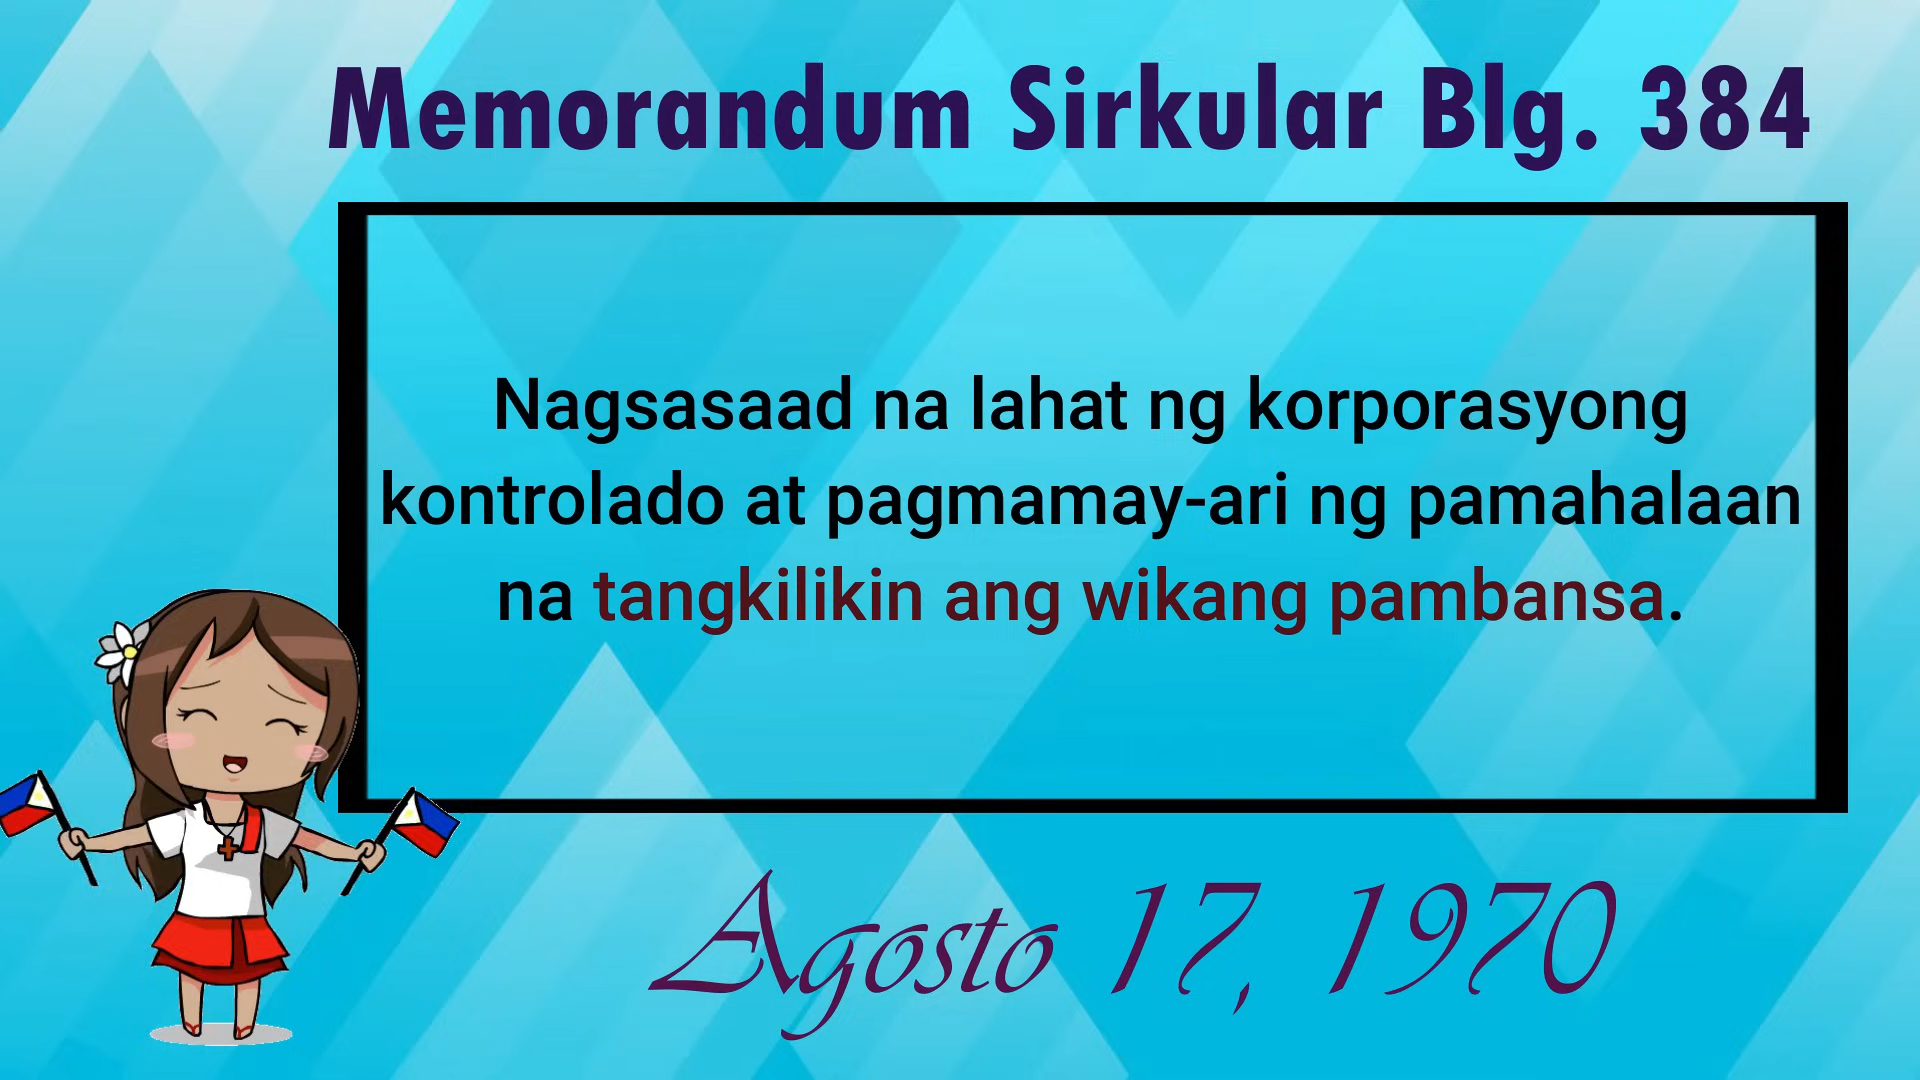 Memorandum Sirkular Blg. 384
Nagsasaad na lahat ng korporasyong
kontrolado at pagmamay-ari ng pamahalaan
na tangkilikin ang wikang pambansa.
Agosto 17, 1970